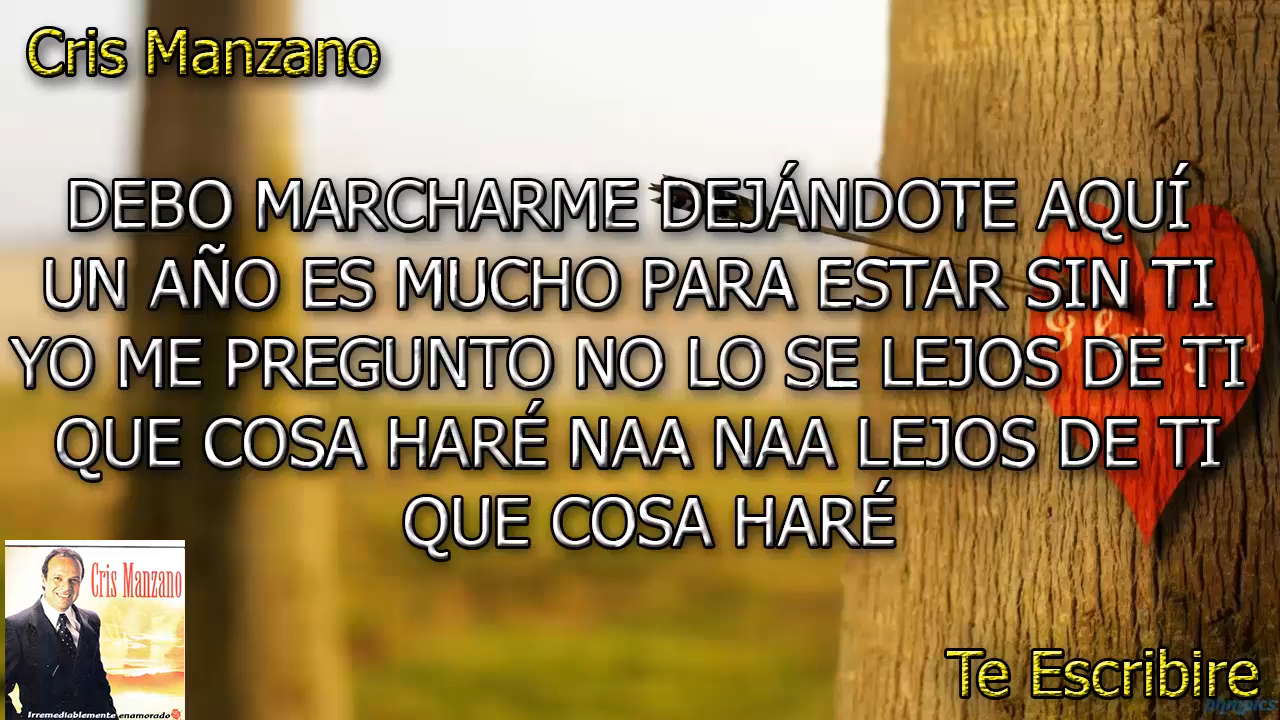 Cris Manzano
DEBO MARCHARME DEJÁNDOTE AQUÍ
UN AÑO ES MUCHO PARA ESTAR SIN TI
YO ME PREGUNTO NO LO SE LEJOS DE TI
QUE COSA HARÉ NAA NAA LEJOS DE TI
QUE COSA HARÉ
Cris Manzano
Irremediablemente enamorado
Te Escribire